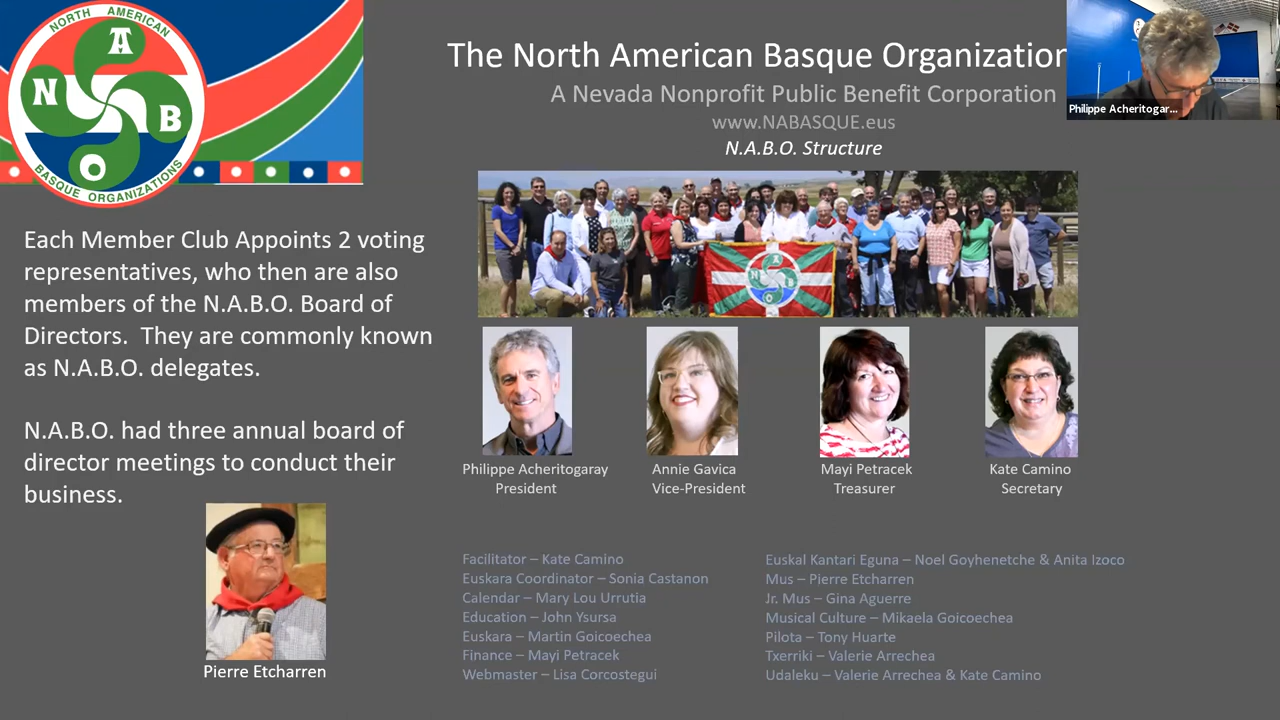 NORTH AMERICAN
A
N
B
O
BASQUE ORGANIZATIONS
The North American Basque Organization
A Nevada Nonprofit Public Benefit Corporation
www.NABASQUE.eus
N.A.B.O. Structure
Philippe Acheritogar...
Each Member Club Appoints 2 voting
representatives, who then are also
members of the N.A.B.O. Board of
Directors. They are commonly known
as N.A.B.O. delegates.
N.A.B.O. had three annual board of
director meetings to conduct their
business.
Pierre Etcharren
A
N
B
O
Philippe Acheritogaray
President
Annie Gavica
Vice-President
Mayi Petracek
Treasurer
Kate Camino
Secretary
Facilitator – Kate Camino
Euskara Coordinator – Sonia Castanon
Calendar – Mary Lou Urrutia
Education – John Ysursa
Euskara – Martin Goicoechea
Finance – Mayi Petracek
Webmaster – Lisa Corcostegui
Euskal Kantari Eguna – Noel Goyhenetche & Anita Izoco
Mus – Pierre Etcharren
Jr. Mus – Gina Aguerre
Musical Culture – Mikaela Goicoechea
Pilota – Tony Huarte
Txerriki – Valerie Arrechea
Udaleku – Valerie Arrechea & Kate Camino